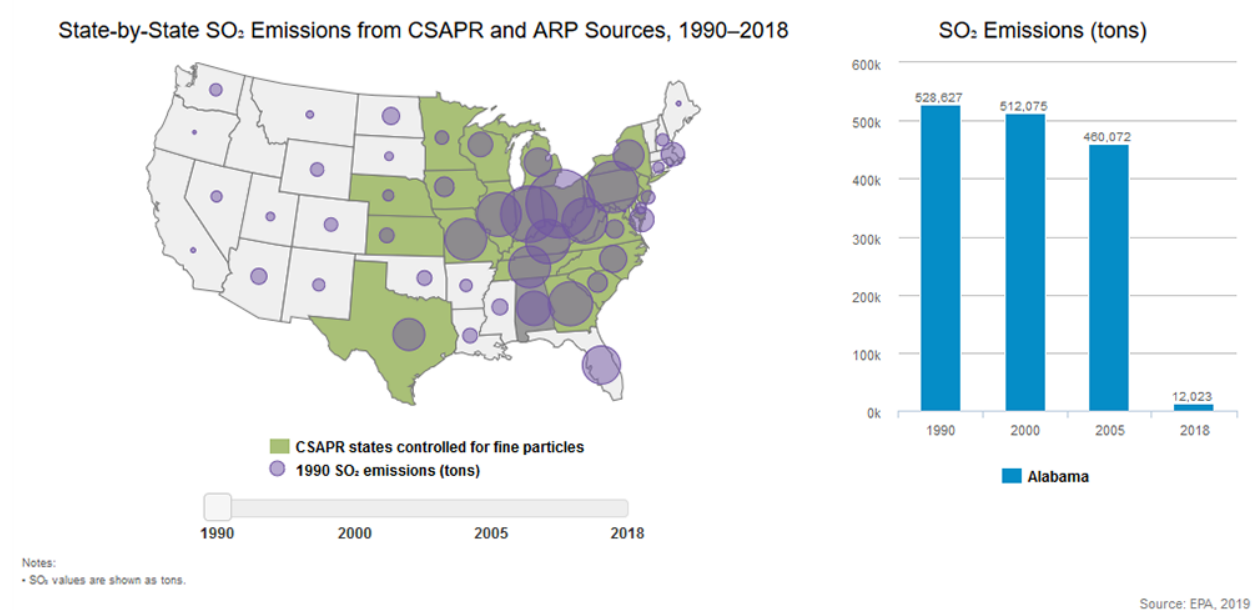 State-by-State SO₂ Emissions from CSAPR and ARP Sources, 1990–2018
CSAPR states controlled for fine particles
1990 SO₂ emissions (tons)
1990 2000 2005 2018
Notes:
• SO₂ values are shown as tons.
SO₂ Emissions (tons)
600k
500k
400k
300k
200k
100k
0k
528,627
512,075
460,072
12,023
1990 2000 2005 2018
Alabama
Source: EPA, 2019